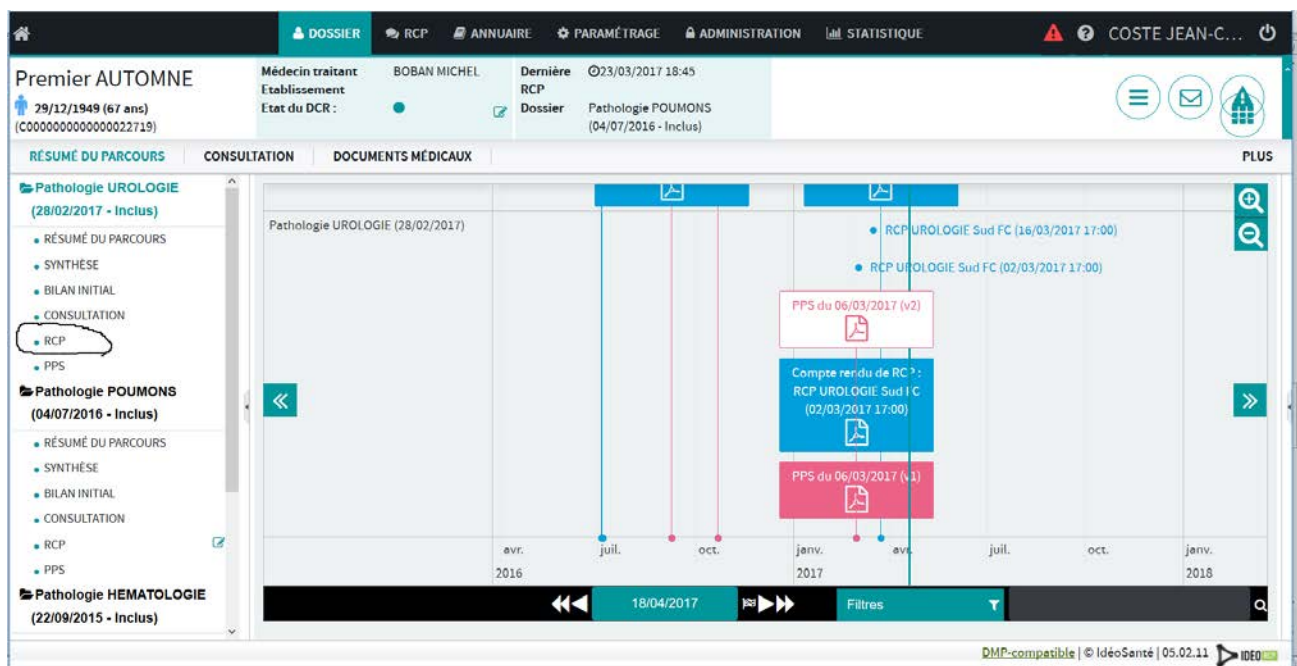 DOSSIER RCP ANNUAIRE PARAMÉTRAGE ADMINISTRATION STATISTIQUE COSTE JEAN-C...
Premier AUTOMNE
29/12/1949 (67 ans)
(C0000000000000022719)
Médecin traitant BOBAN MICHEL
Etablissement
Etat du DCR :
Dernière RCP 23/03/2017 18:45
Dossier Pathologie POUMONS
(04/07/2016 - Inclus)
RÉSUMÉ DU PARCOURS CONSULTATION DOCUMENTS MÉDICAUX PLUS
Pathologie UROLOGIE
(28/02/2017 - Inclus)
RÉSUMÉ DU PARCOURS
SYNTHÈSE
BILAN INITIAL
CONSULTATION
RCP
PPS
Pathologie POUMONS
(04/07/2016 - Inclus)
RÉSUMÉ DU PARCOURS
SYNTHÈSE
BILAN INITIAL
CONSULTATION
RCP
PPS
Pathologie HEMATOLOGIE
(22/09/2015 - Inclus)
Pathologie UROLOGIE (28/02/2017)
RCP UROLOGIE Sud FC (16/03/2017 17:00)
RCP UROLOGIE Sud FC (02/03/2017 17:00)
PPS du 06/03/2017 (v2)
Compte rendu de RCP :
RCP UROLOGIE Sud FC
(02/03/2017 17:00)
PPS du 06/03/2017 (v1)
avr. juil. oct. janv. avr. juil. oct. janv.
2016 2017 2018
18/04/2017 Filtres
DMP-compatible | © IdéoSanté | 05.02.11 IDEO